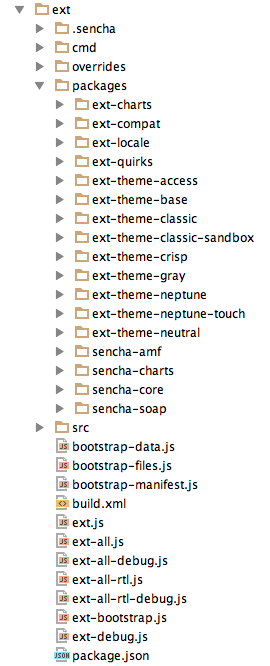 ext
.sencha
cmd
overrides
packages
ext-charts
ext-compat
ext-locale
ext-quirks
ext-theme-access
ext-theme-base
ext-theme-classic
ext-theme-classic-sandbox
ext-theme-crisp
ext-theme-gray
ext-theme-neptune
ext-theme-neptune-touch
ext-theme-neutral
sencha-amf
sencha-charts
sencha-core
sencha-soap
src
JS bootstrap-data.js
JS bootstrap-files.js
JS bootstrap-manifest.js
build.xml
JS ext.js
JS ext-all.js
JS ext-all-debug.js
JS ext-all-rtl.js
JS ext-all-rtl-debug.js
JS ext-bootstrap.js
JS ext-debug.js
JSON package.json